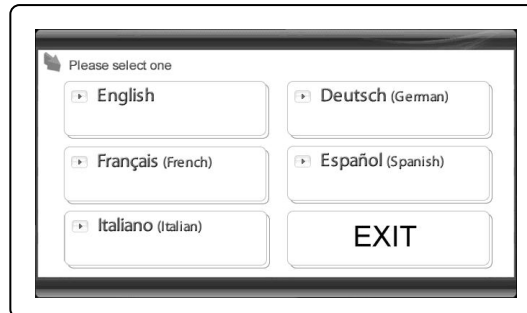 Please select one
English
Deutsch (German)
Français (French)
Español (Spanish)
Italiano (Italian)
EXIT